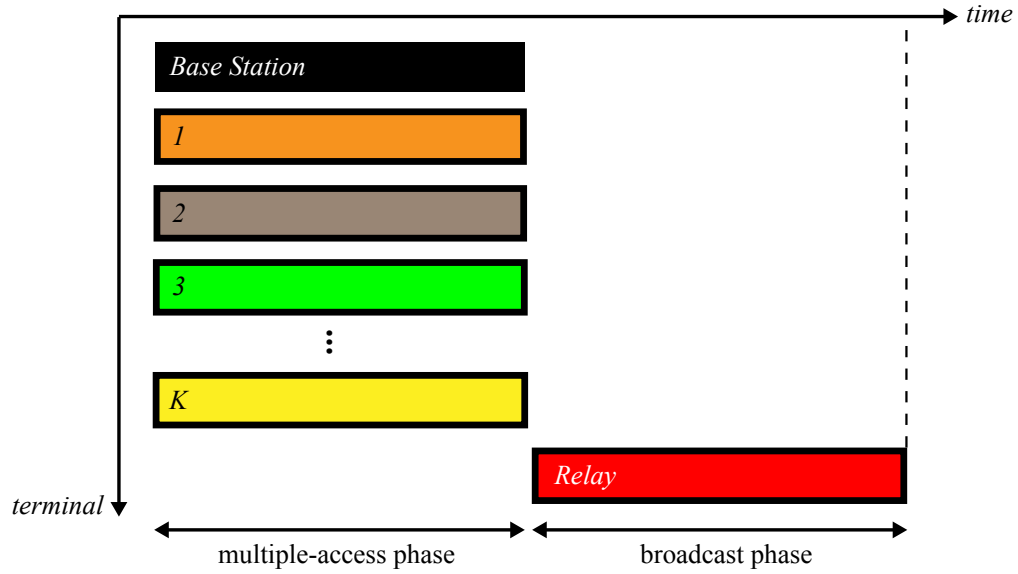 time
Base Station
1
2
3
⋮
K
Relay
terminal
multiple-access phase
broadcast phase